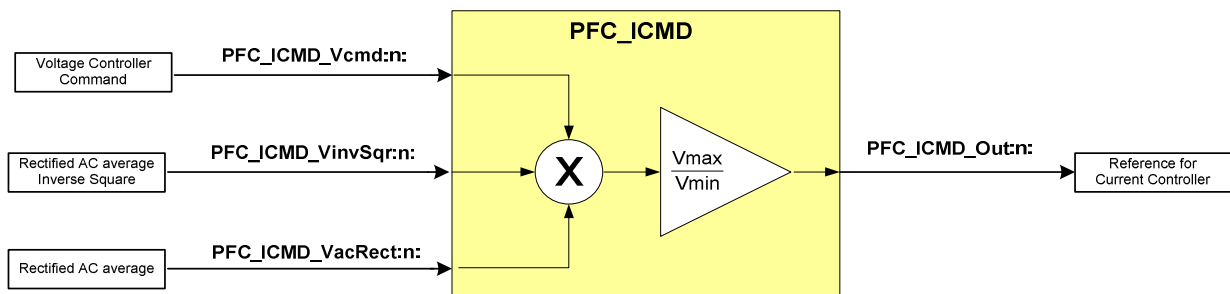 PFC_ICMD
Voltage Controller
Command
PFC_ICMD_Vcmd:n:
Rectified AC average
Inverse Square
PFC_ICMD_VinvSqr:n:
X
Vmax
Vmin
PFC_ICMD_Out:n:
Reference for
Current Controller
Rectified AC average
PFC_ICMD_VacRect:n: